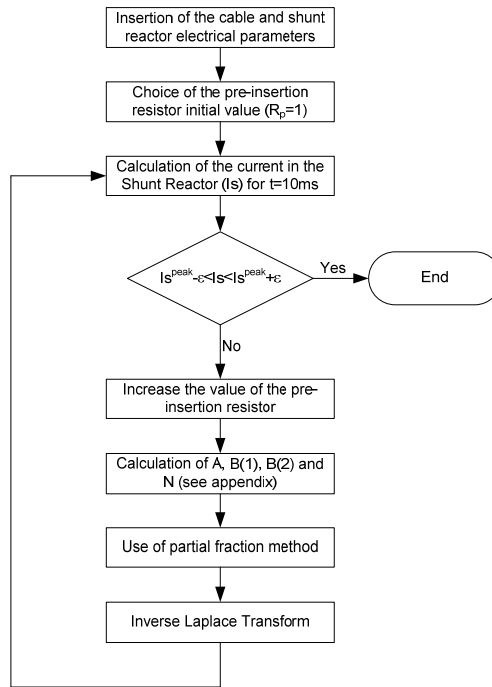 Insertion of the cable and shunt
reactor electrical parameters
Choice of the pre-insertion
resistor initial value (Rp=1)
Calculation of the current in the
Shunt Reactor (Is) for t=10ms
Is^peak-ε<Is<Is^peak+ε
Yes
End
No
Increase the value of the pre-
insertion resistor
Calculation of A, B(1), B(2) and
N (see appendix)
Use of partial fraction method
Inverse Laplace Transform